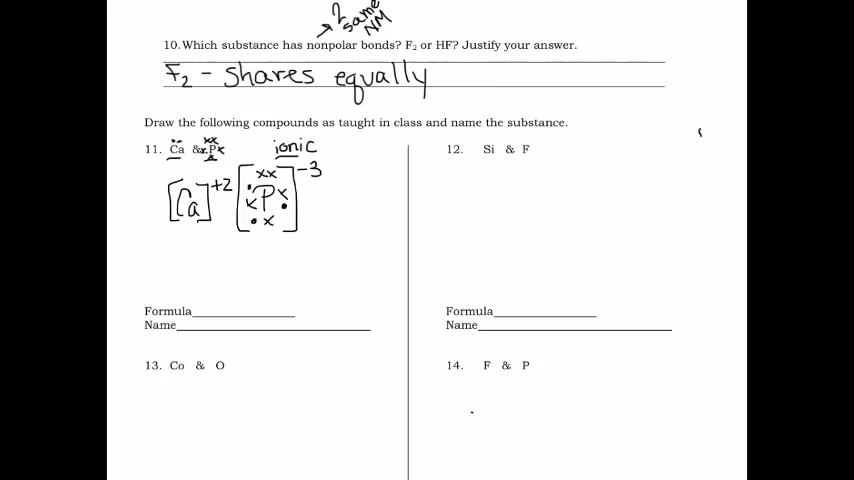 2
same
NM
10. Which substance has nonpolar bonds? F₂ or HF? Justify your answer.
F₂ - shares equally
Draw the following compounds as taught in class and name the substance.
11. Ca & P
ionic
[Ca]+2 [P]-3
Formula
Name
12. Si & F
Formula
Name
13. Co & O
14. F & P